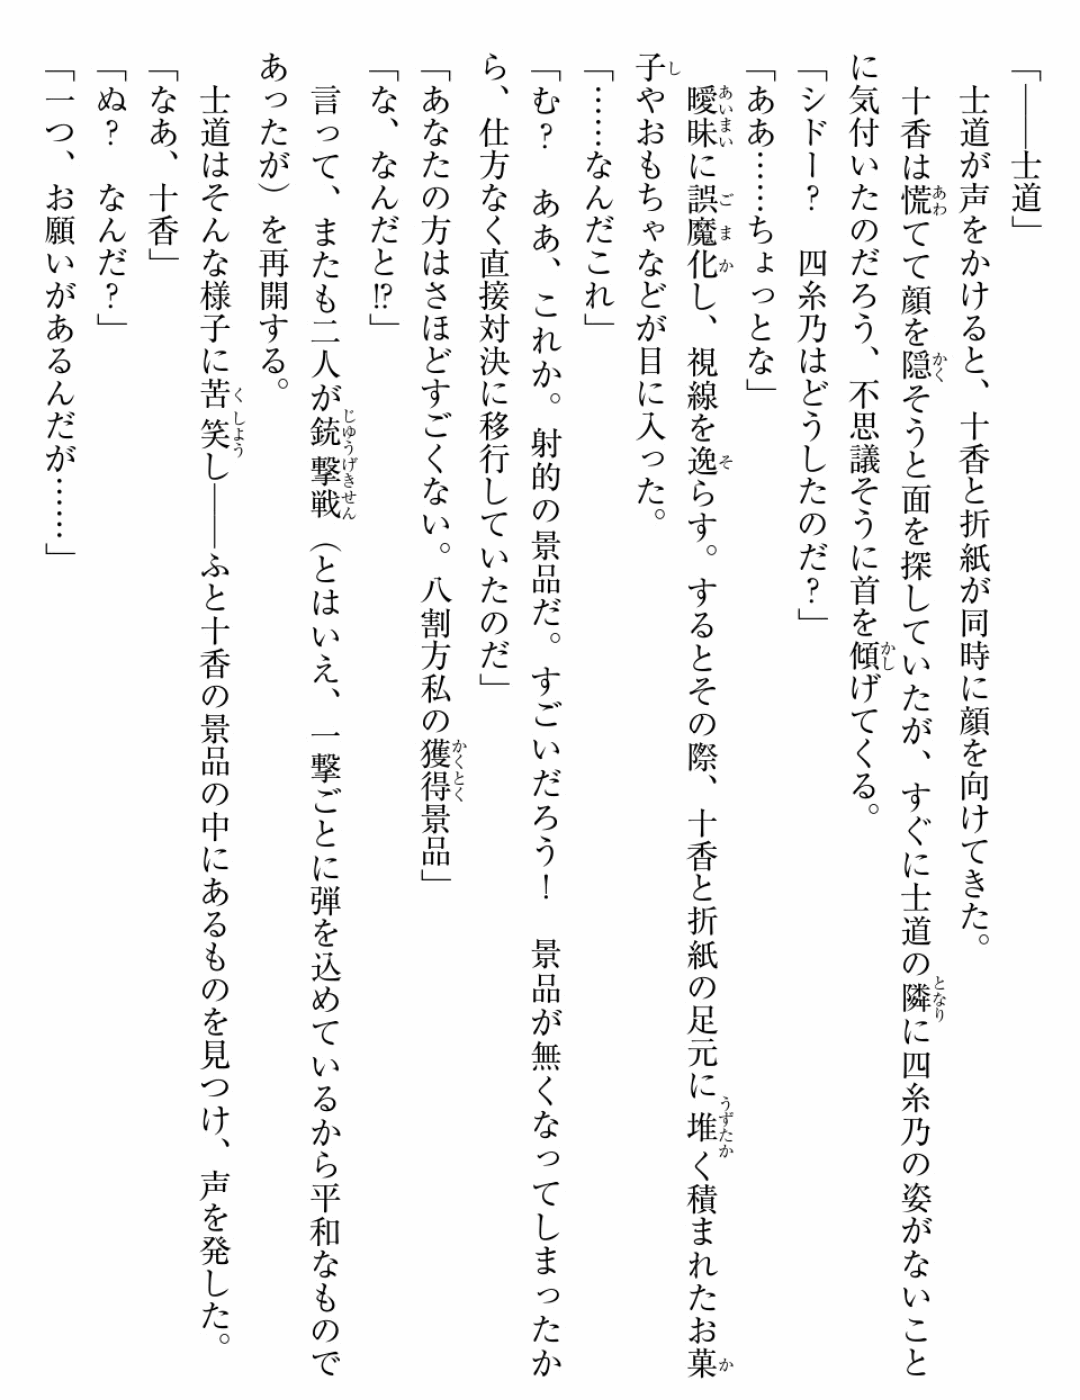 「――士道」
　士道が声をかけると、十香と折紙が同時に顔を向けてきた。
　十香は慌てて顔を隠そうと面を探していたが、すぐに士道の隣に四糸乃の姿がないこと
に気付いたのだろう、不思議そうに首を傾げてくる。
「シドー？　四糸乃はどうしたのだ？」
「ああ……ちょっとな」
　曖昧に誤魔化し、視線を逸らす。するとその際、十香と折紙の足元に堆く積まれたお菓
子やおもちゃなどが目に入った。
「……なんだこれ」
「む？　ああ、これか。射的の景品だ。すごいだろう！　景品が無くなってしまったか
ら、仕方なく直接対決に移行していたのだ」
「あなたの方はさほどすごくない。八割方私の獲得景品」
「な、なんだと!?」
　言って、またも二人が銃撃戦（とはいえ、一撃ごとに弾を込めているから平和なもので
あったが）を再開する。
　士道はそんな様子に苦笑し――ふと十香の景品の中にあるものを見つけ、声を発した。
「なあ、十香」
「ぬ？　なんだ？」
「一つ、お願いがあるんだが……」